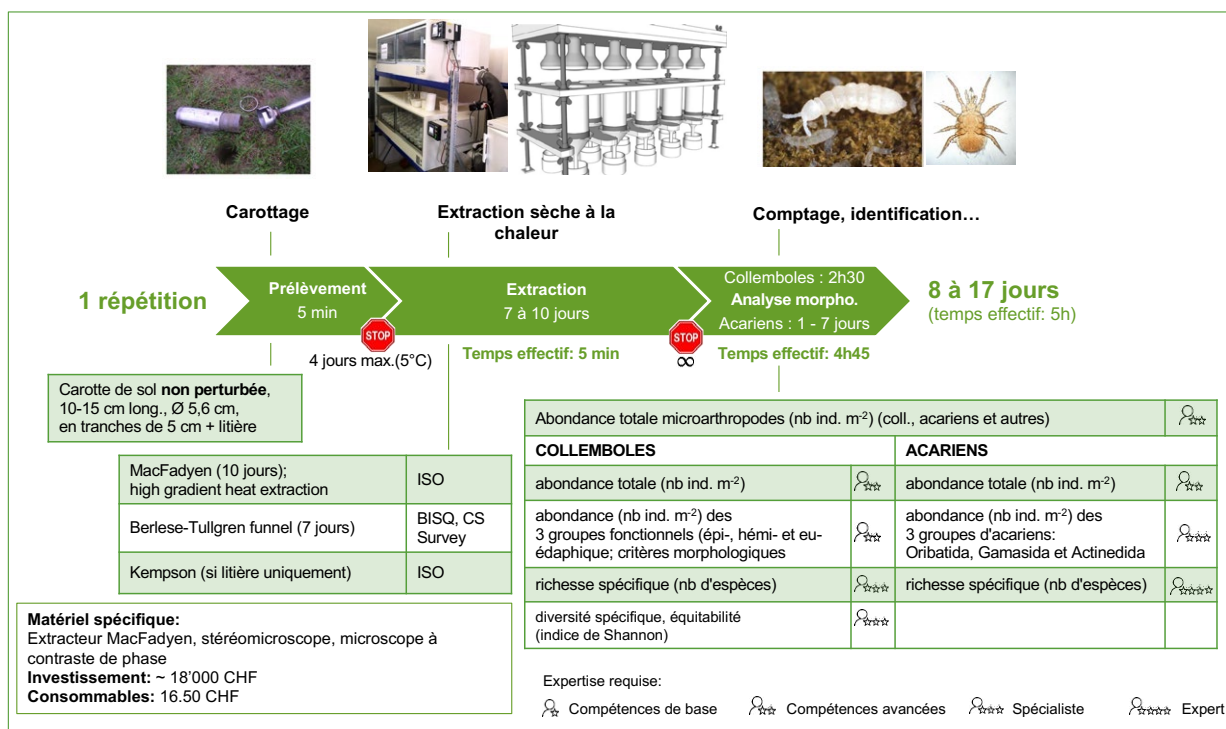 Carottage
Extraction sèche à la
chaleur
Comptage, identification…
1 répétition
Prélèvement
5 min
Extraction
7 à 10 jours
Collemboles : 2h30
Analyse morpho.
Acariens : 1 - 7 jours
8 à 17 jours
(temps effectif: 5h)
STOP
STOP
4 jours max.(5°C)
Temps effectif: 5 min
∞
Temps effectif: 4h45
Carotte de sol non perturbée,
10-15 cm long., Ø 5,6 cm,
en tranches de 5 cm + litière
MacFadyen (10 jours);
high gradient heat extraction
ISO
Berlese-Tullgren funnel (7 jours)
BISQ, CS
Survey
Kempson (si litière uniquement)
ISO
Matériel spécifique:
Extracteur MacFadyen, stéréomicroscope, microscope à
contraste de phase
Investissement: ~ 18'000 CHF
Consommables: 16.50 CHF
Abondance totale microarthropodes (nb ind. m-2) (coll., acariens et autres)
COLLEMBOLES
ACARIENS
abondance totale (nb ind. m-2)
abondance totale (nb ind. m-2)
abondance (nb ind. m-2) des
3 groupes fonctionnels (épi-, hémi- et eu-
édaphique; critères morphologiques
abondance (nb ind. m-2) des
3 groupes d'acariens:
Oribatida, Gamasida et Actinedida
richesse spécifique (nb d'espèces)
richesse spécifique (nb d'espèces)
diversité spécifique, équitabilité
(indice de Shannon)
Expertise requise:
Compétences de base
Compétences avancées
Spécialiste
Expert